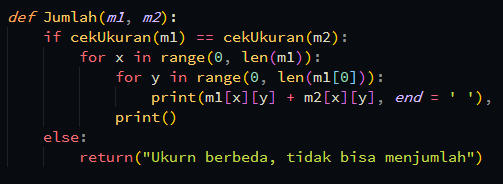 def Jumlah(m1, m2):
    if cekUkuran(m1) == cekUkuran(m2):
        for x in range(0, len(m1)):
            for y in range(0, len(m1[0])):
                print(m1[x][y] + m2[x][y], end = ' '),
            print()
    else:
        return("Ukurn berbeda, tidak bisa menjumlah")